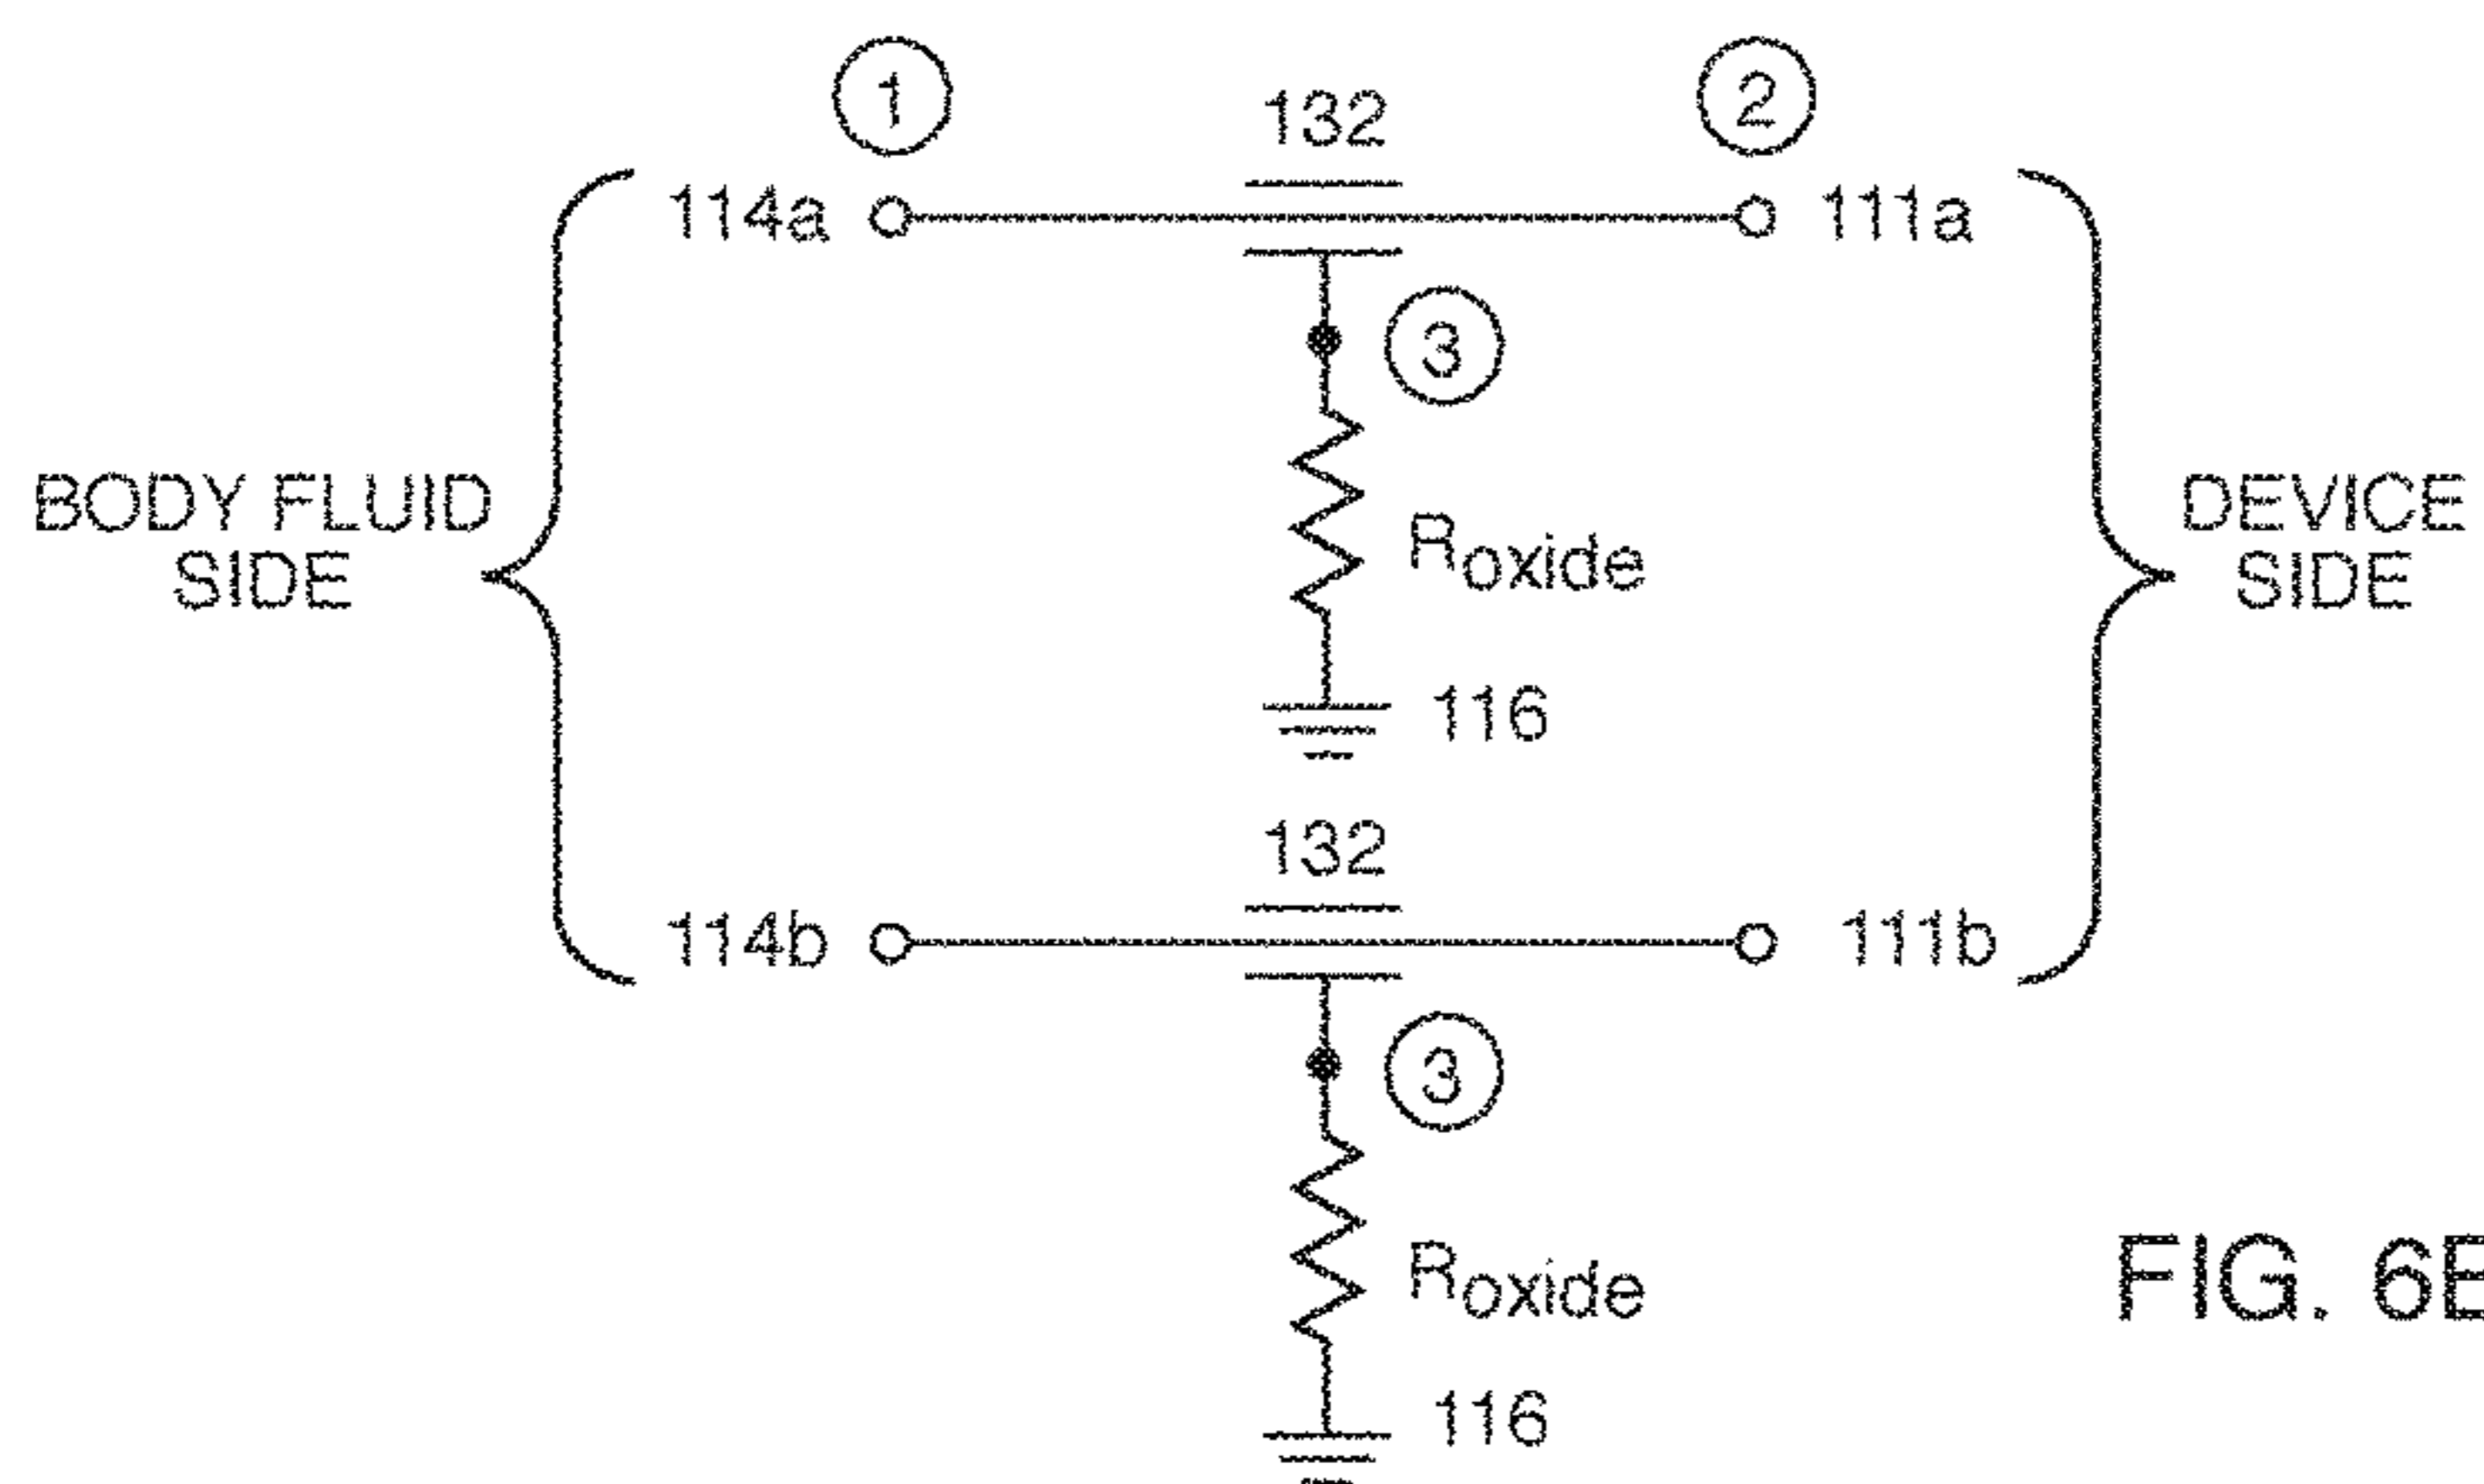 1
2
132
114a
111a
3
BODY FLUID
SIDE
DEVICE
SIDE
Roxide
116
132
114b
111b
3
Roxide
116
FIG. 6